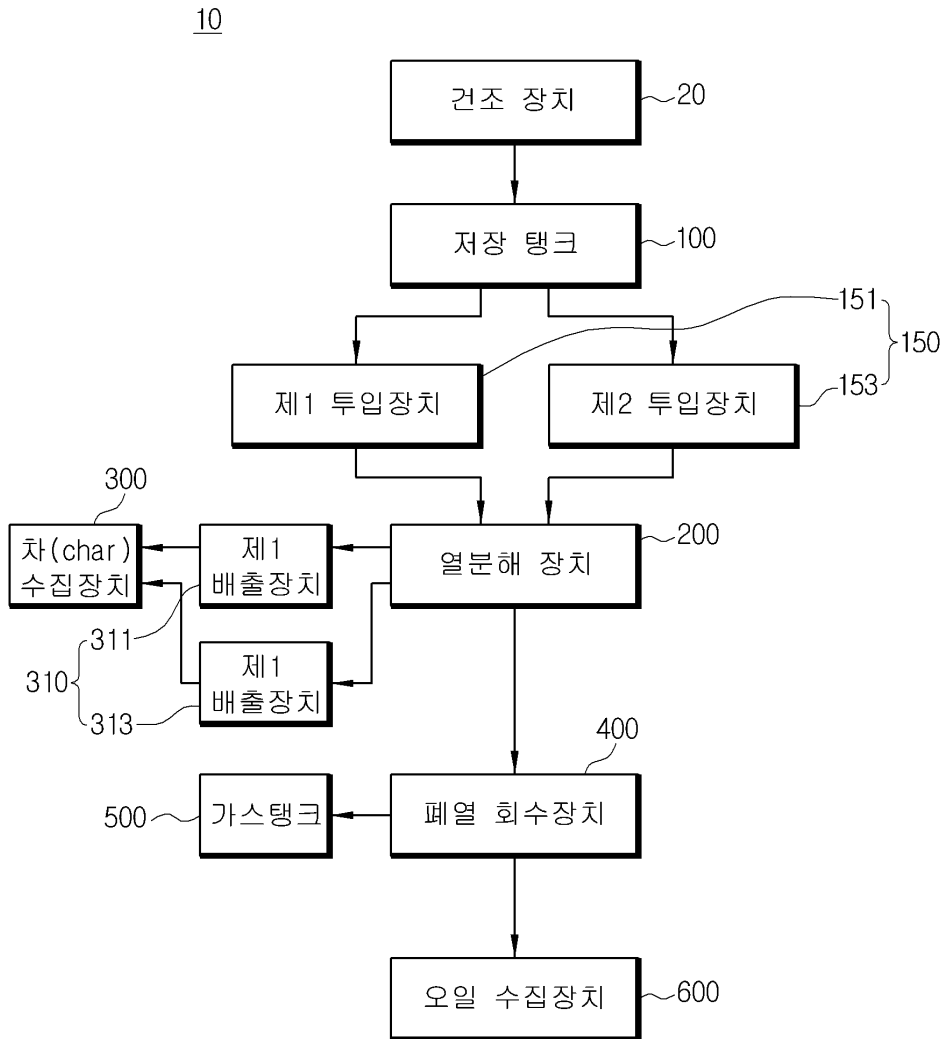 10
건조 장치
20
저장 탱크
100
151
150
153
제1 투입장치
제2 투입장치
300
차(char)
수집장치
제1
배출장치
열분해 장치
200
311
310
313
제1
배출장치
400
500
가스탱크
폐열 회수장치
오일 수집장치
600